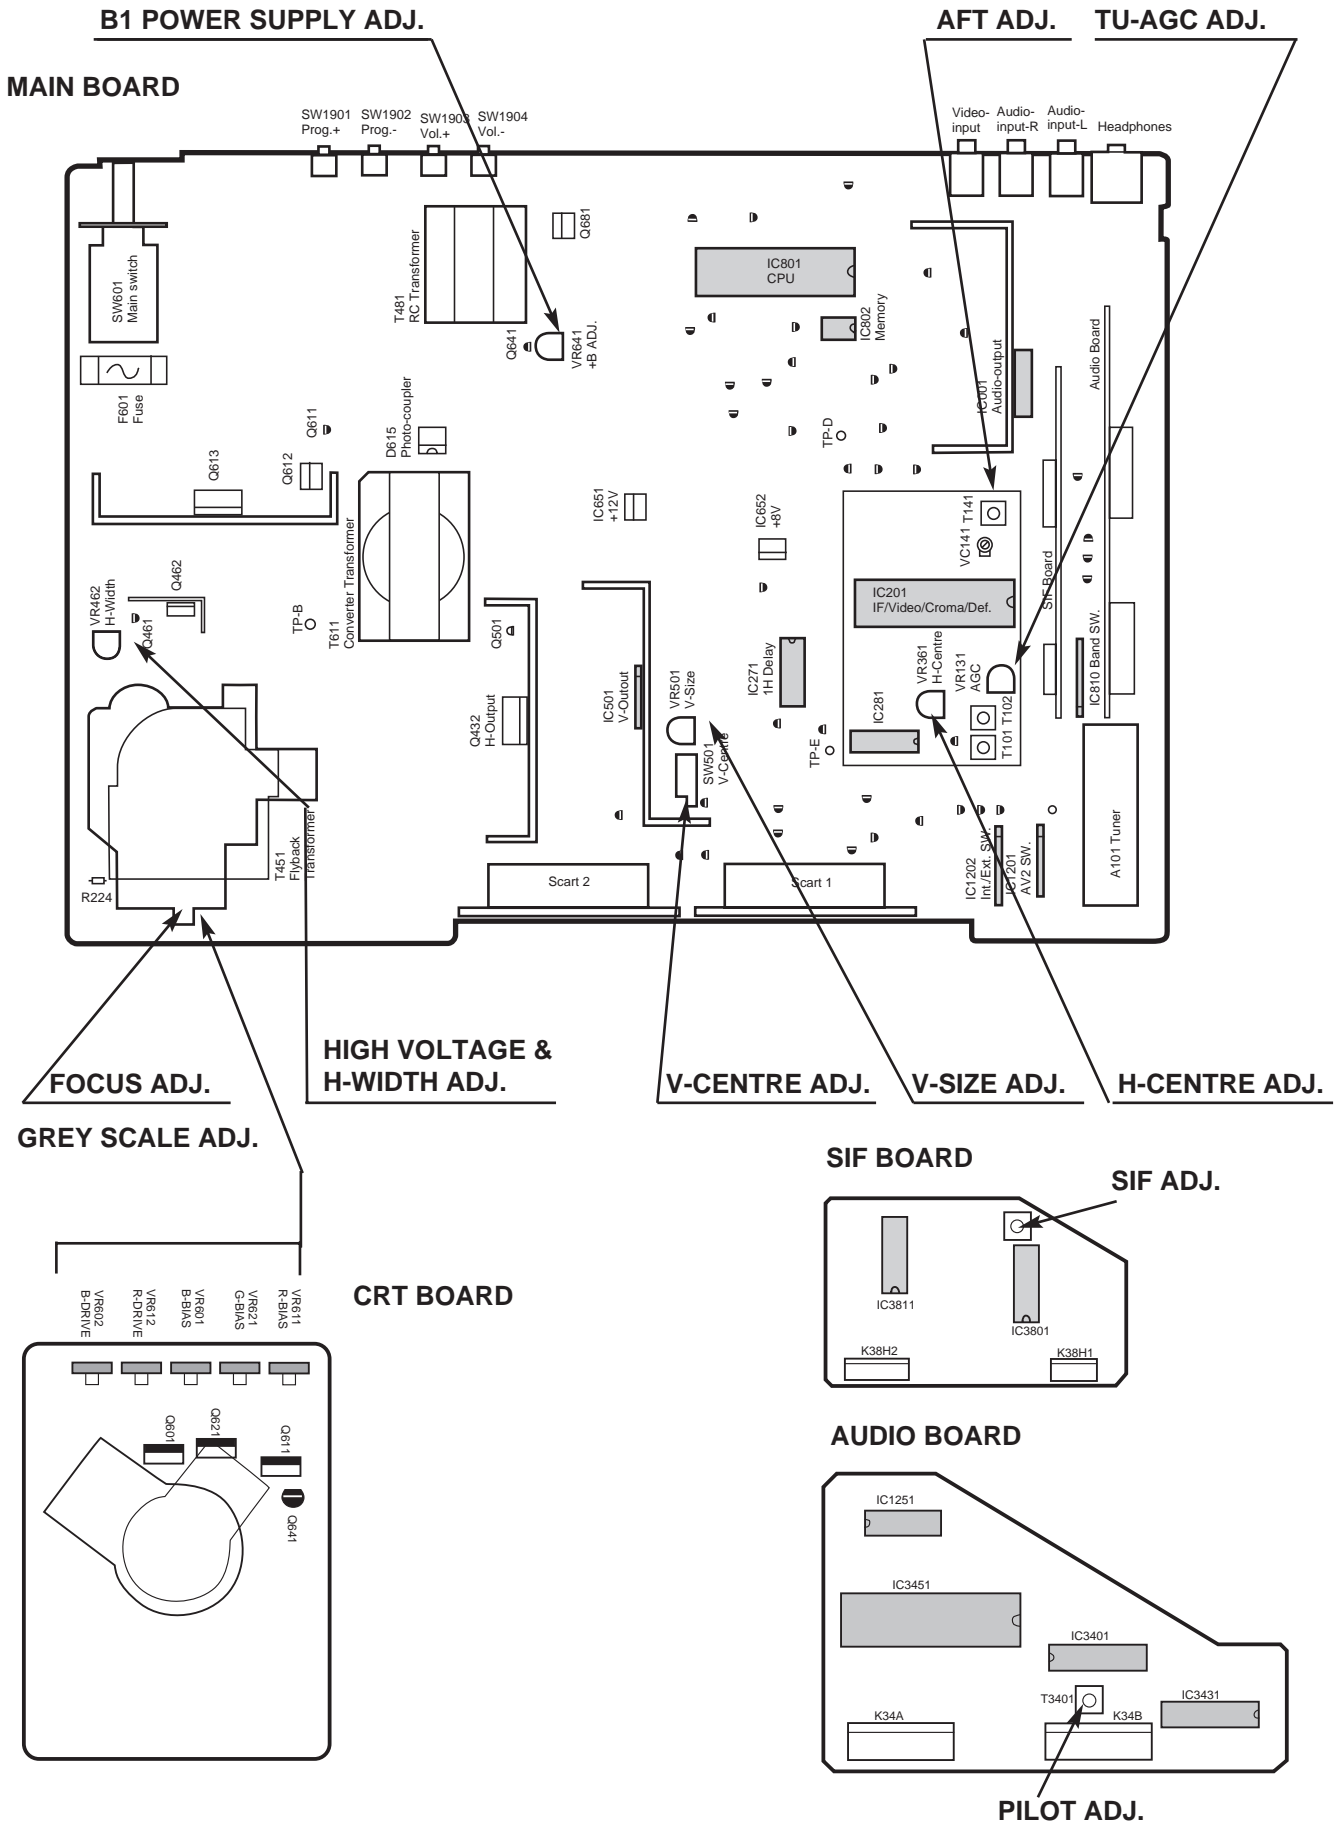 B1 POWER SUPPLY ADJ.
AFT ADJ.
TU-AGC ADJ.
MAIN BOARD
SW1901
Prog.+
SW1902
Prog.-
SW1903
Vol.+
SW1904
Vol.-
Video-
input
Audio-
input-R
Audio-
input-L
Headphones
SW601
Main switch
T481
RC Transformer
Q681
IC801
CPU
IC802
Memory
Q641
VR641
+B ADJ.
F601
Fuse
Q611
D615
Photo-coupler
IC001
Audio-output
Audio Board
TP-D
Q613
Q612
IC651
+12V
IC652
+8V
T141
VC141
SIF Board
VR462
H-Width
Q462
Q461
TP-B
T611
Converter Transformer
Q501
IC201
IF/Video/Croma/Def.
IC271
1H Delay
VR361
H-Centre
VR131
AGC
IC810 Band SW.
Q432
H-Output
IC501
V-Outout
VR501
V-Size
SW501
V-Centre
IC281
TP-E
T101
T102
T451
Flyback
Transformer
R224
Scart 2
Scart 1
IC1202
Int./Ext. SW.
IC1201
AV2 SW.
A101 Tuner
FOCUS ADJ.
HIGH VOLTAGE &
H-WIDTH ADJ.
V-CENTRE ADJ.
V-SIZE ADJ.
H-CENTRE ADJ.
GREY SCALE ADJ.
SIF BOARD
SIF ADJ.
IC3811
IC3801
K38H2
K38H1
CRT BOARD
VR602
B-DRIVE
VR612
R-DRIVE
VR601
B-BIAS
VR621
G-BIAS
VR611
R-BIAS
Q601
Q621
Q611
Q641
AUDIO BOARD
IC1251
IC3451
IC3401
T3401
IC3431
K34A
K34B
PILOT ADJ.